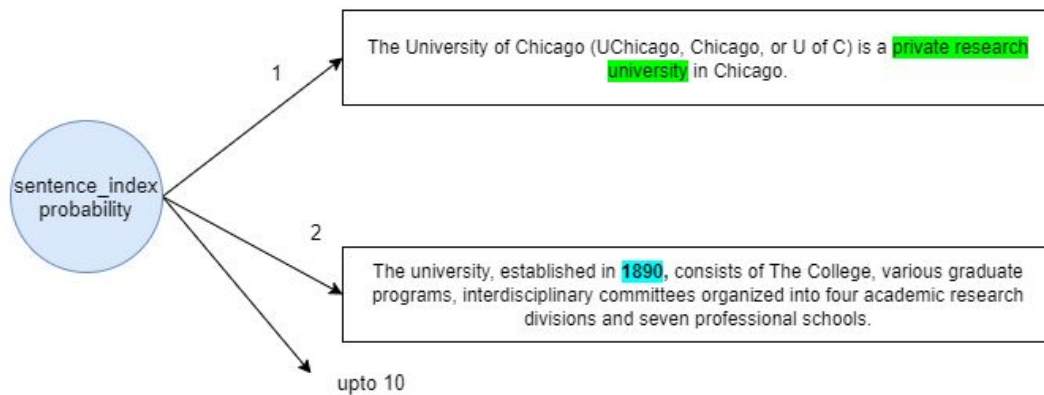 The University of Chicago (UChicago, Chicago, or U of C) is a private research
university in Chicago.
1
sentence_index
probability
2
The university, established in 1890, consists of The College, various graduate
programs, interdisciplinary committees organized into four academic research
divisions and seven professional schools.
upto 10